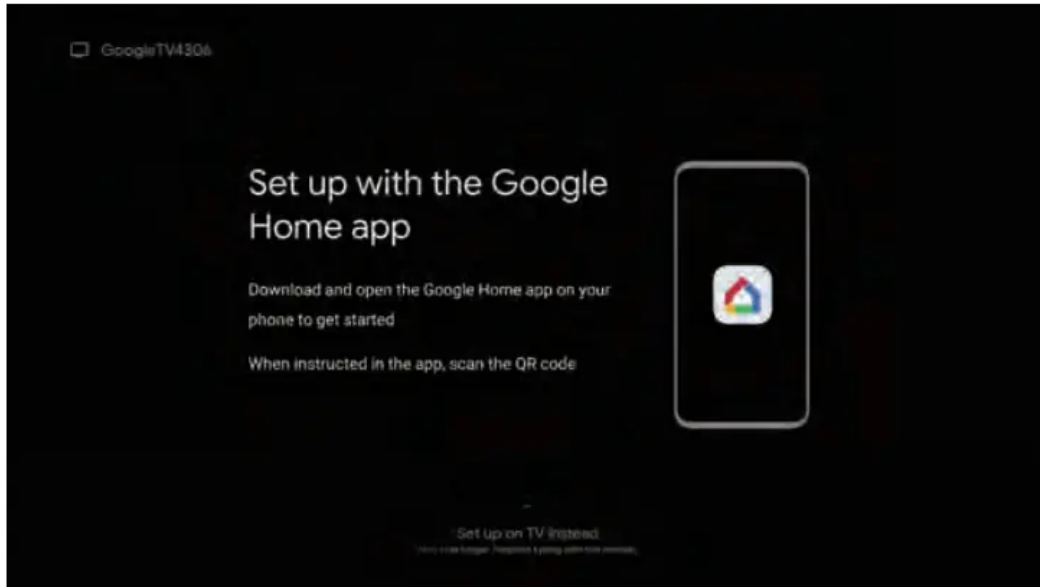 GoogleTV4306
Set up with the Google
Home app
Download and open the Google Home app on your
phone to get started
When instructed in the app, scan the QR code
Set up on TV instead